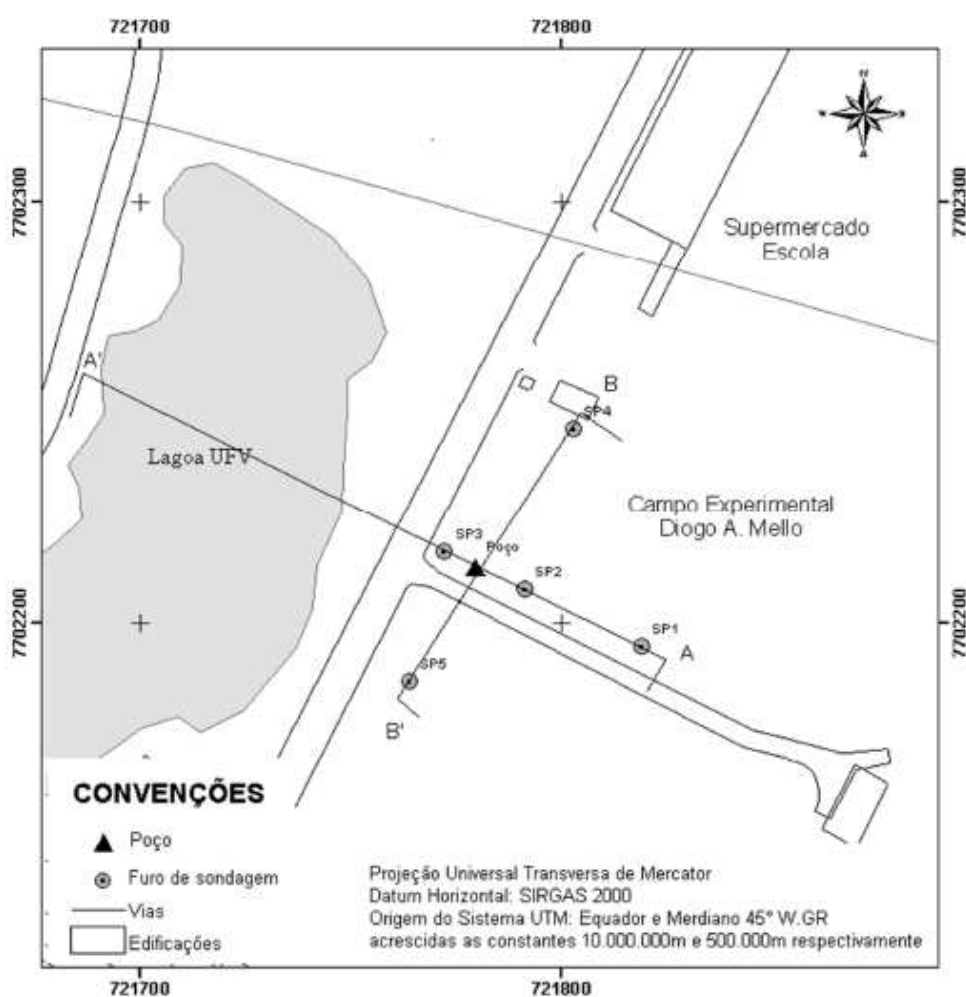 721700
721800
N
7702300
7702300
Supermercado
Escola
A'
B
SP4
Lagoa UFV
Campo Experimental
Diogo A. Mello
SP3
Poço
SP2
7702200
7702200
SP1
A
SP5
B'
CONVENÇÕES
Poço
Furo de sondagem
Vias
Edificações
Projeção Universal Transversa de Mercator
Datum Horizontal: SIRGAS 2000
Origem do Sistema UTM: Equador e Merdiano 45° W.GR
acrescidas as constantes 10.000.000m e 500.000m respectivamente
721700
721800